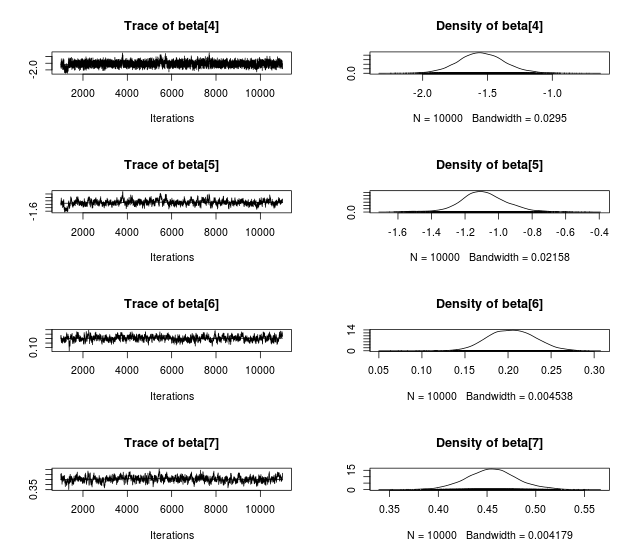 Trace of beta[4]
Density of beta[4]
-2.0
0.0
2000 4000 6000 8000 10000
-2.0 -1.5 -1.0
Iterations
N = 10000 Bandwidth = 0.0295
Trace of beta[5]
Density of beta[5]
-1.6
0.0
2000 4000 6000 8000 10000
-1.6 -1.4 -1.2 -1.0 -0.8 -0.6 -0.4
Iterations
N = 10000 Bandwidth = 0.02158
Trace of beta[6]
Density of beta[6]
0.10
0 14
2000 4000 6000 8000 10000
0.05 0.10 0.15 0.20 0.25 0.30
Iterations
N = 10000 Bandwidth = 0.004538
Trace of beta[7]
Density of beta[7]
0.35
0 15
2000 4000 6000 8000 10000
0.35 0.40 0.45 0.50 0.55
Iterations
N = 10000 Bandwidth = 0.004179